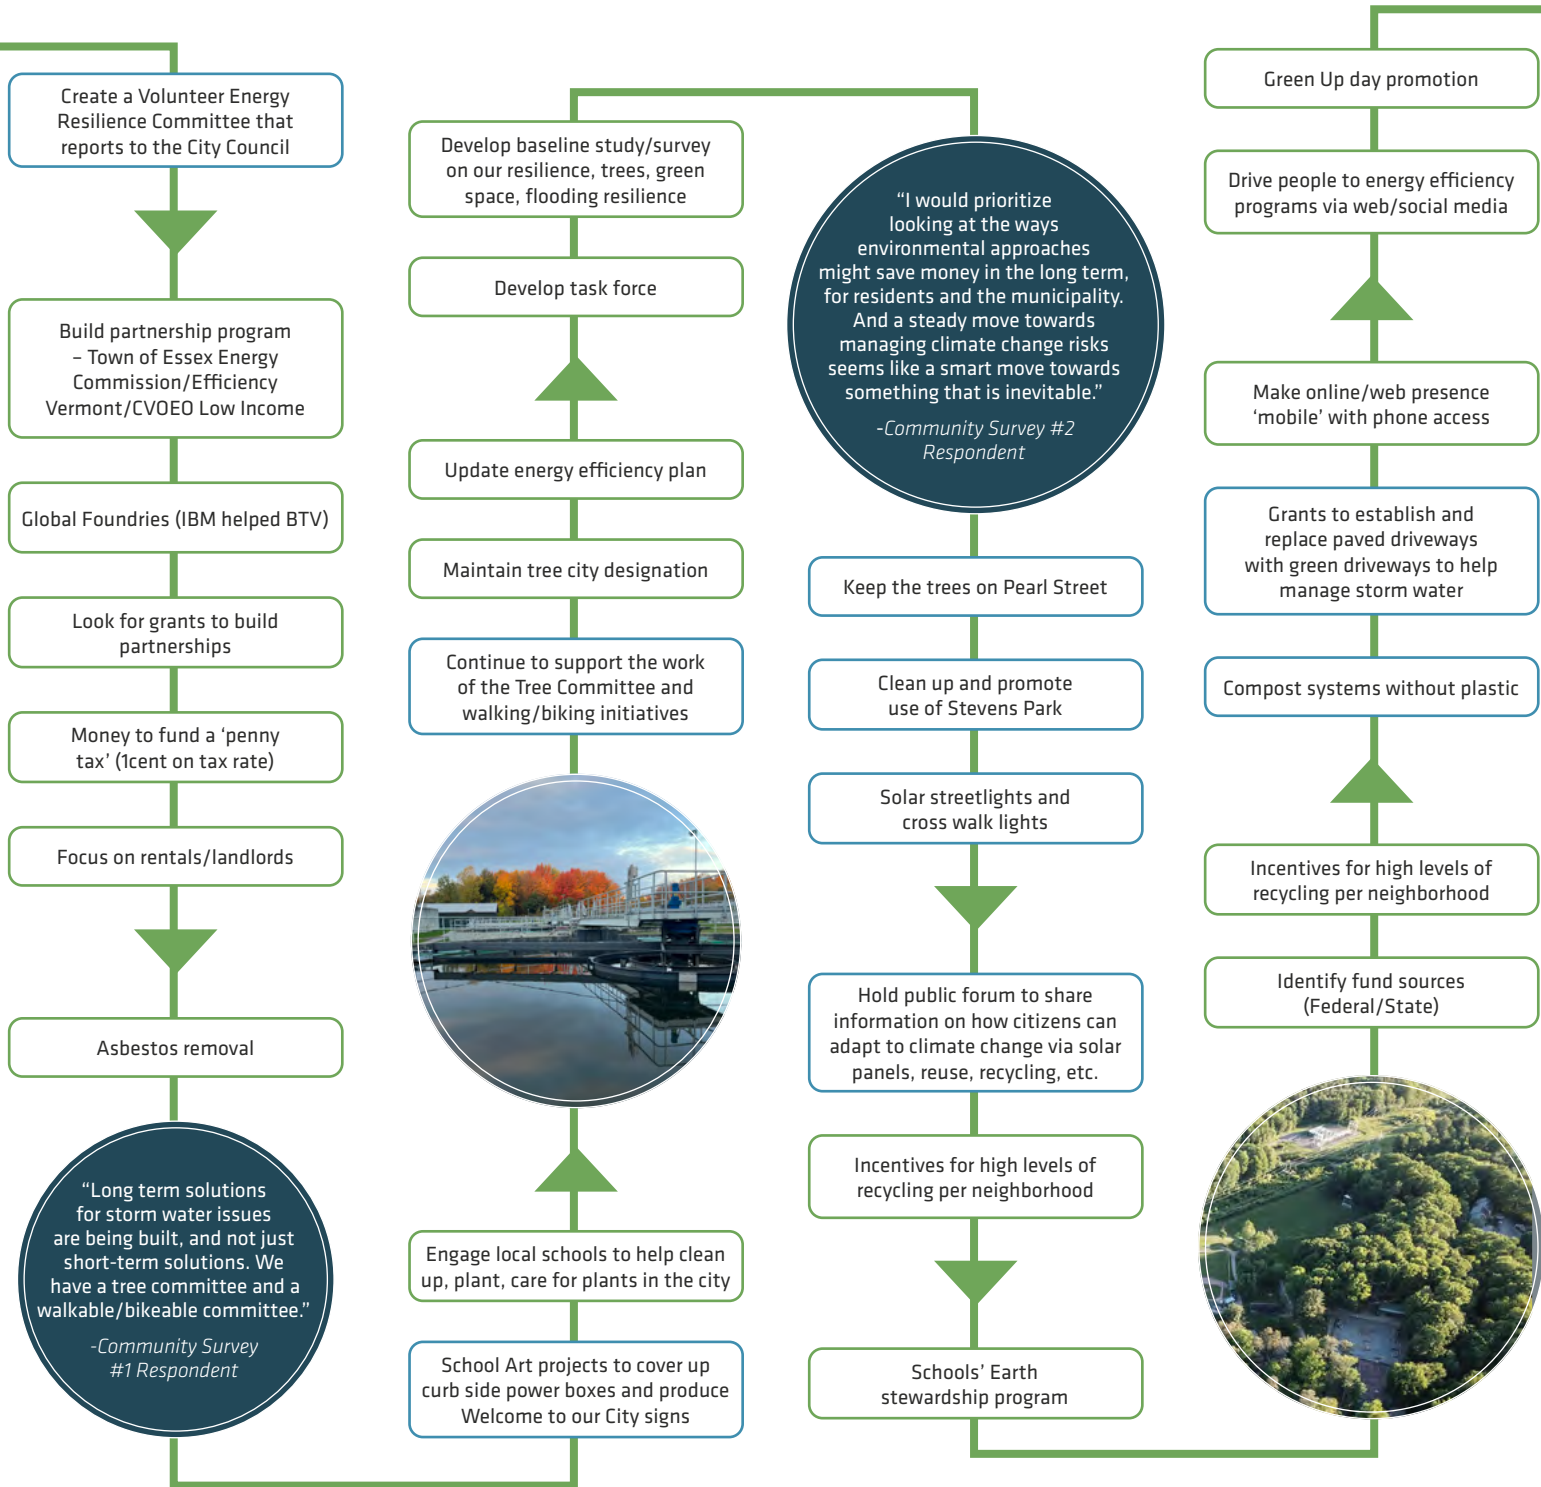 Create a Volunteer Energy
Resilience Committee that
reports to the City Council
Build partnership program
– Town of Essex Energy
Commission/Efficiency
Vermont/CVOEO Low Income
Global Foundries (IBM helped BTV)
Look for grants to build
partnerships
Money to fund a ‘penny
tax’ (1cent on tax rate)
Focus on rentals/landlords
Asbestos removal
“Long term solutions
for storm water issues
are being built, and not just
short-term solutions. We
have a tree committee and a
walkable/bikeable committee.”
-Community Survey
#1 Respondent
Develop baseline study/survey
on our resilience, trees, green
space, flooding resilience
Develop task force
Update energy efficiency plan
Maintain tree city designation
Continue to support the work
of the Tree Committee and
walking/biking initiatives
Engage local schools to help clean
up, plant, care for plants in the city
School Art projects to cover up
curb side power boxes and produce
Welcome to our City signs
“I would prioritize
looking at the ways
environmental approaches
might save money in the long term,
for residents and the municipality.
And a steady move towards
managing climate change risks
seems like a smart move towards
something that is inevitable.”
-Community Survey #2
Respondent
Keep the trees on Pearl Street
Clean up and promote
use of Stevens Park
Solar streetlights and
cross walk lights
Hold public forum to share
information on how citizens can
adapt to climate change via solar
panels, reuse, recycling, etc.
Incentives for high levels of
recycling per neighborhood
Schools’ Earth
stewardship program
Green Up day promotion
Drive people to energy efficiency
programs via web/social media
Make online/web presence
‘mobile’ with phone access
Grants to establish and
replace paved driveways
with green driveways to help
manage storm water
Compost systems without plastic
Incentives for high levels of
recycling per neighborhood
Identify fund sources
(Federal/State)